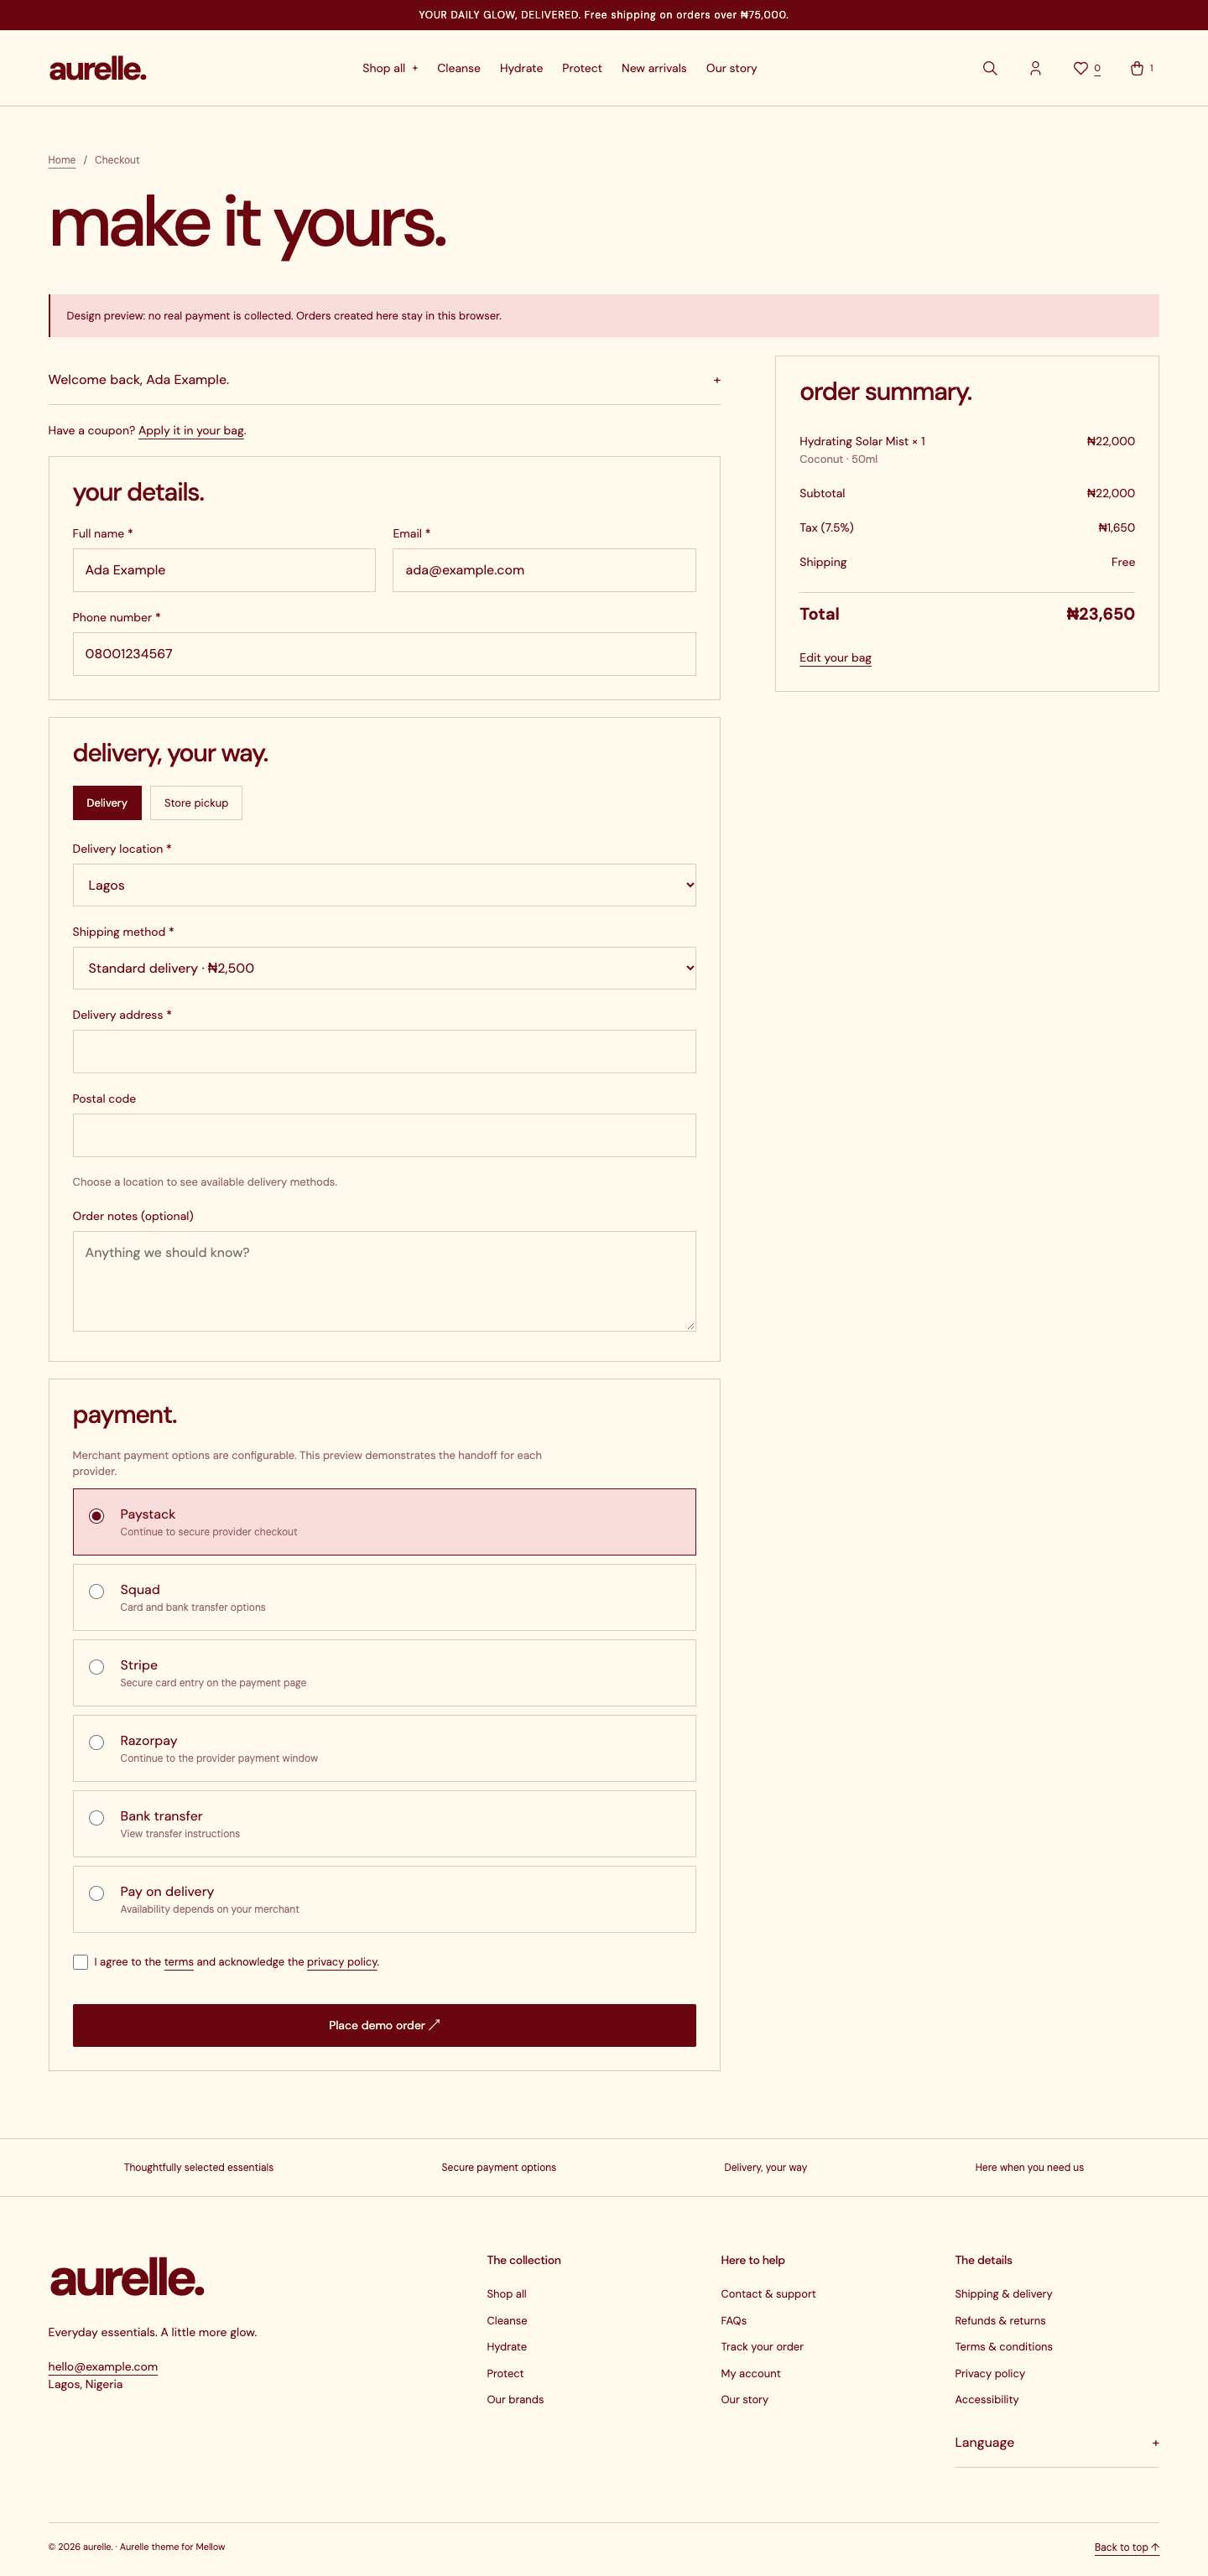 YOUR DAILY GLOW, DELIVERED. Free shipping on orders over ₦75,000.
aurelle.
Shop all +
Cleanse
Hydrate
Protect
New arrivals
Our story
0
1
Home / Checkout
make it yours.
Design preview: no real payment is collected. Orders created here stay in this browser.
Welcome back, Ada Example. +
Have a coupon? Apply it in your bag.
your details.
Full name *
Ada Example
Email *
ada@example.com
Phone number *
08001234567
delivery, your way.
Delivery
Store pickup
Delivery location *
Lagos
Shipping method *
Standard delivery · ₦2,500
Delivery address *
Postal code
Choose a location to see available delivery methods.
Order notes (optional)
Anything we should know?
payment.
Merchant payment options are configurable. This preview demonstrates the handoff for each
provider.
Paystack
Continue to secure provider checkout
Squad
Card and bank transfer options
Stripe
Secure card entry on the payment page
Razorpay
Continue to the provider payment window
Bank transfer
View transfer instructions
Pay on delivery
Availability depends on your merchant
I agree to the terms and acknowledge the privacy policy.
Place demo order ↗
order summary.
Hydrating Solar Mist × 1 ₦22,000
Coconut · 50ml
Subtotal ₦22,000
Tax (7.5%) ₦1,650
Shipping Free
Total ₦23,650
Edit your bag
Thoughtfully selected essentials
Secure payment options
Delivery, your way
Here when you need us
aurelle.
Everyday essentials. A little more glow.
hello@example.com
Lagos, Nigeria
The collection
Shop all
Cleanse
Hydrate
Protect
Our brands
Here to help
Contact & support
FAQs
Track your order
My account
Our story
The details
Shipping & delivery
Refunds & returns
Terms & conditions
Privacy policy
Accessibility
Language +
© 2026 aurelle. · Aurelle theme for Mellow
Back to top ↑